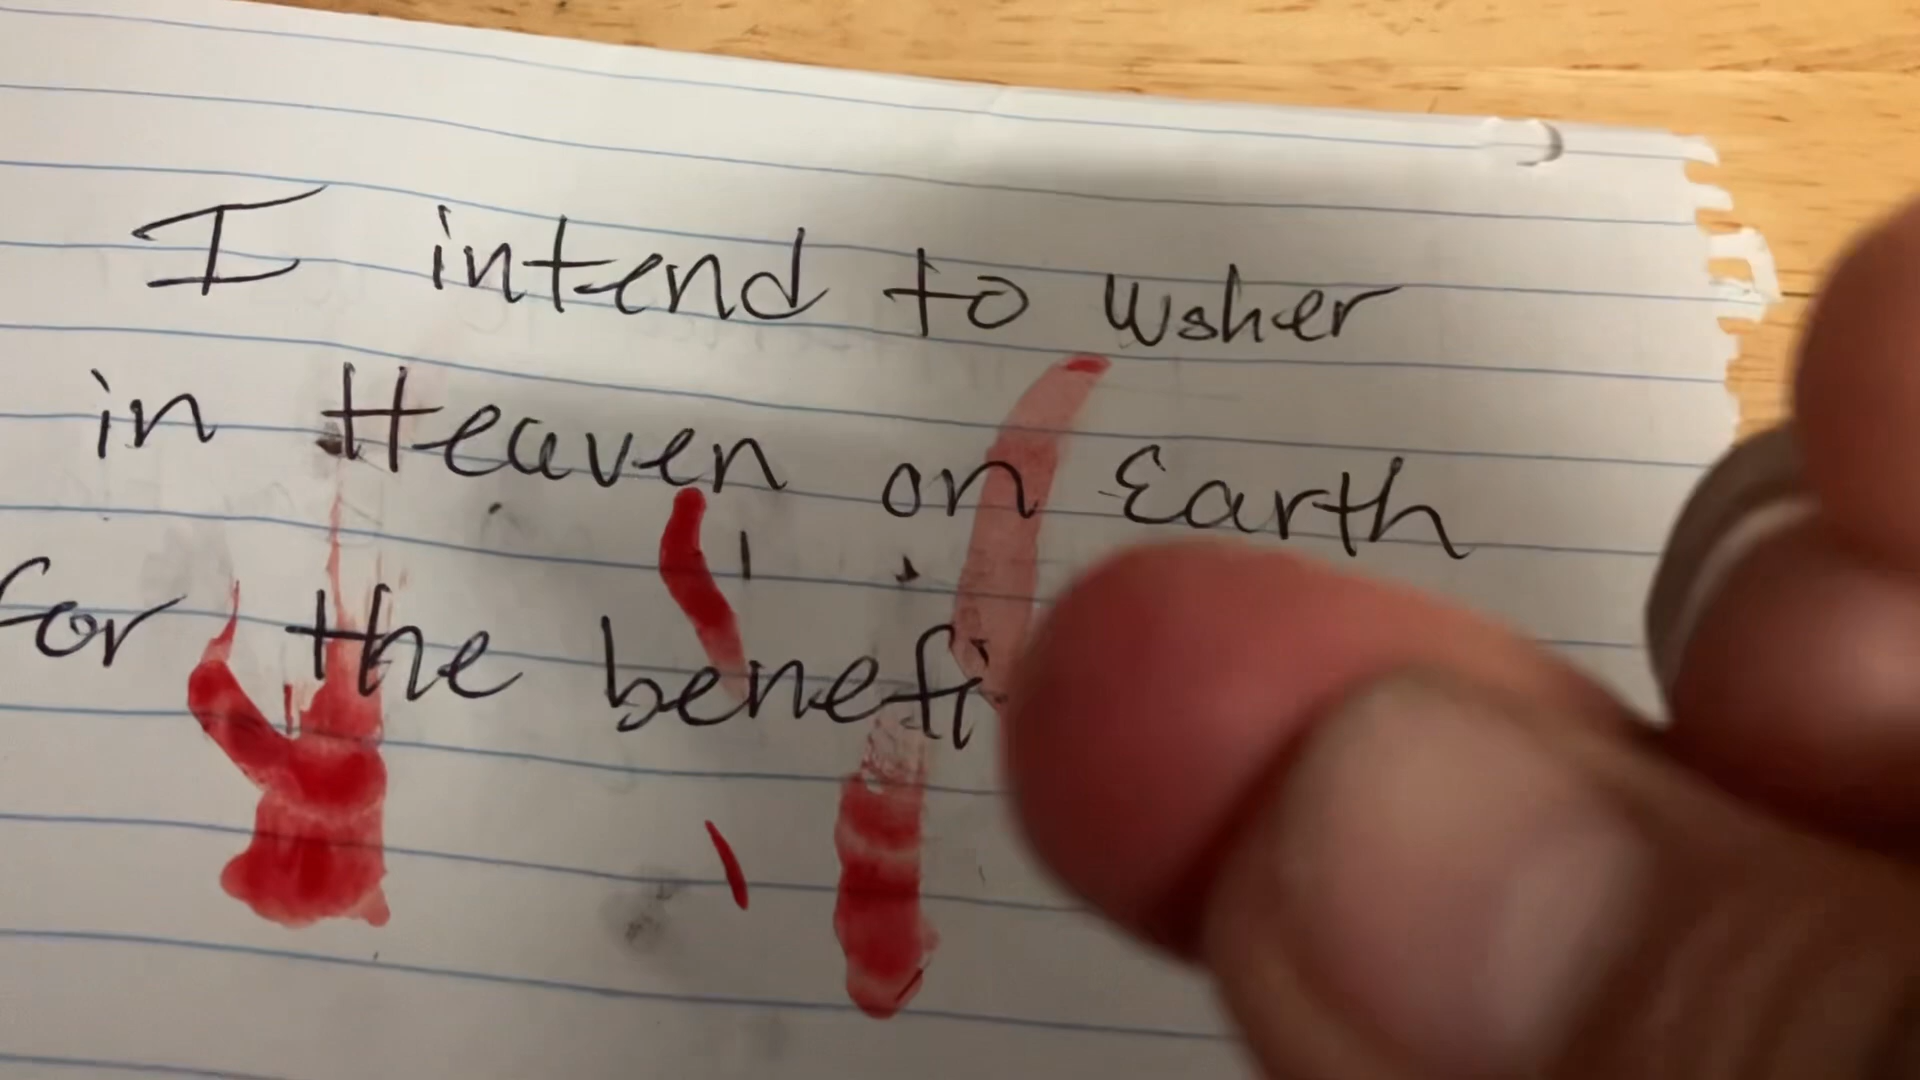 I intend to usher
in Heaven on Earth
for the benefi